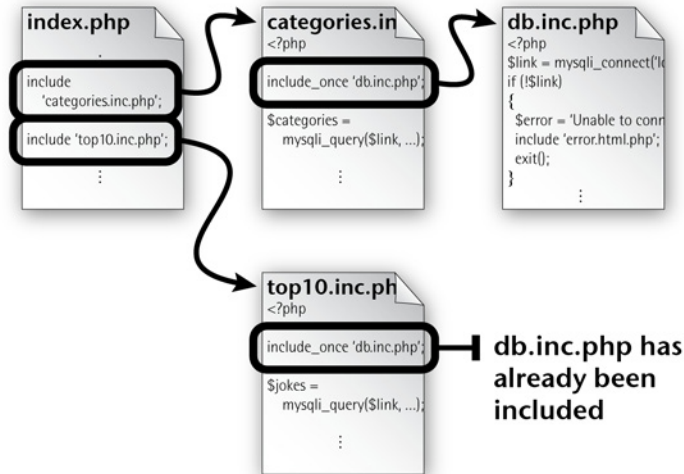 index.php
include
'categories.inc.php';
include 'top10.inc.php';
categories.in
<?php
include_once 'db.inc.php';
$categories =
mysqli_query($link, ...);
db.inc.php
<?php
$link = mysqli_connect('lo
if (!$link)
{
$error = 'Unable to conn
include 'error.html.php';
exit();
}
top10.inc.ph
<?php
include_once 'db.inc.php';
$jokes =
mysqli_query($link, ...);
db.inc.php has
already been
included